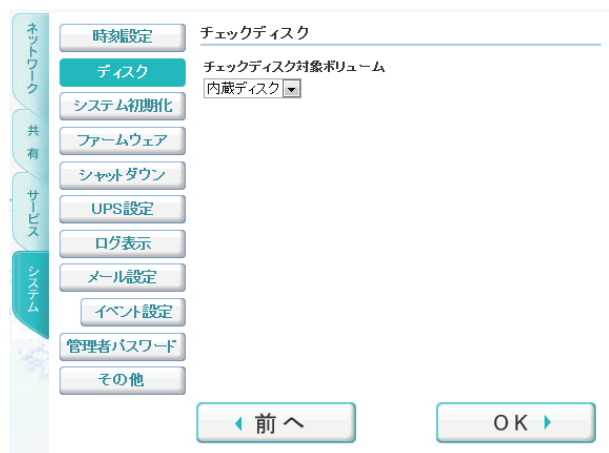 ネットワーク
共有
サービス
システム
時刻設定
ディスク
システム初期化
ファームウェア
シャットダウン
UPS設定
ログ表示
メール設定
イベント設定
管理者パスワード
その他
チェックディスク
チェックディスク対象ボリューム
内蔵ディスク
前へ
OK